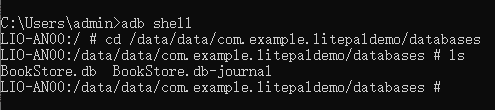 C:\Users\admin>adb shell
LIO-AN00:/ # cd /data/data/com.example.litepaldemo/databases
LIO-AN00:/data/data/com.example.litepaldemo/databases # ls
BookStore.db  BookStore.db-journal
LIO-AN00:/data/data/com.example.litepaldemo/databases #